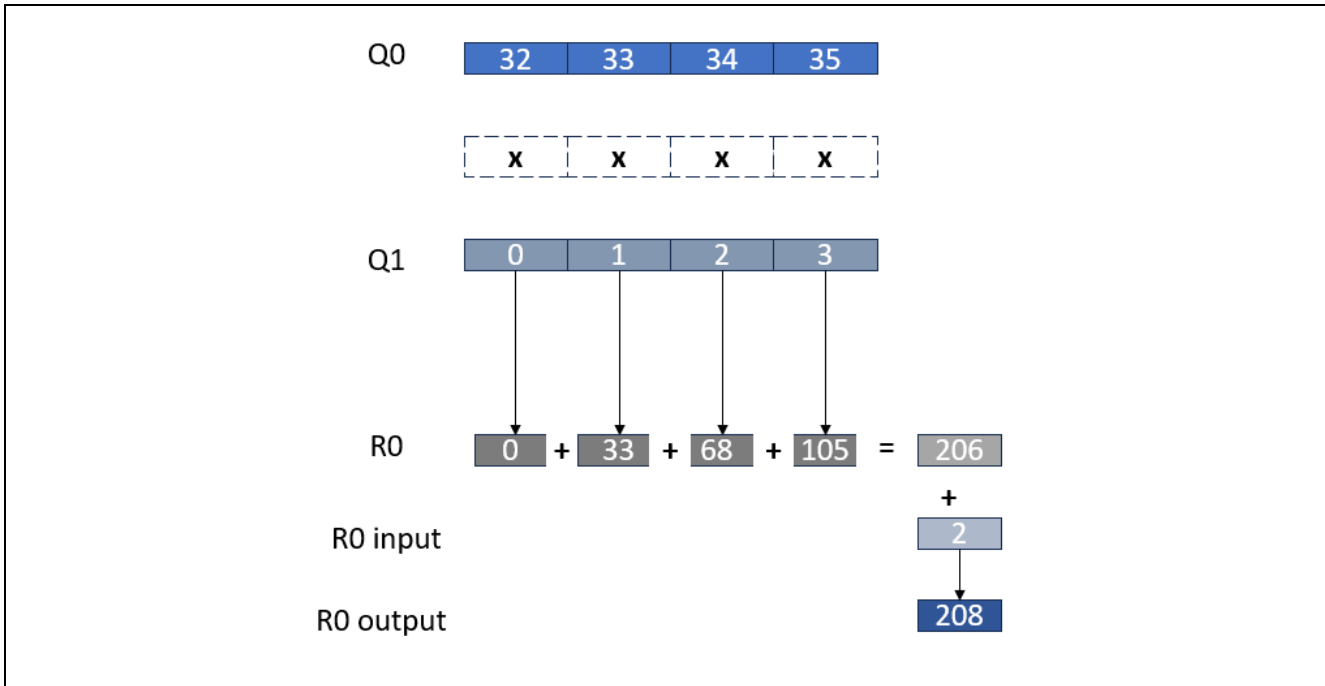 Q0 32 33 34 35
x x x x
Q1 0 1 2 3
R0 0 + 33 + 68 + 105 = 206
+
R0 input 2
R0 output 208